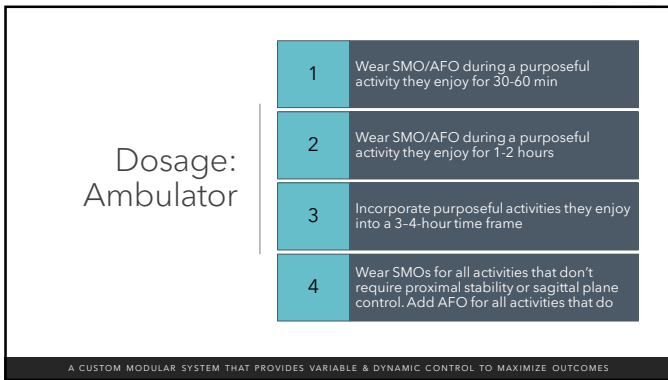 Dosage:
Ambulator
1
Wear SMO/AFO during a purposeful
activity they enjoy for 30-60 min
2
Wear SMO/AFO during a purposeful
activity they enjoy for 1-2 hours
3
Incorporate purposeful activities they enjoy
into a 3–4-hour time frame
4
Wear SMOs for all activities that don't
require proximal stability or sagittal plane
control. Add AFO for all activities that do
A CUSTOM MODULAR SYSTEM THAT PROVIDES VARIABLE & DYNAMIC CONTROL TO MAXIMIZE OUTCOMES